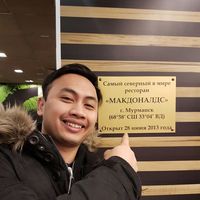 Самый северный в мире
ресторан
«МАКДОНАЛДС»
г. Мурманск
(68°58' СШ 33°04' ВД)
Открыт 28 июня 2013 года